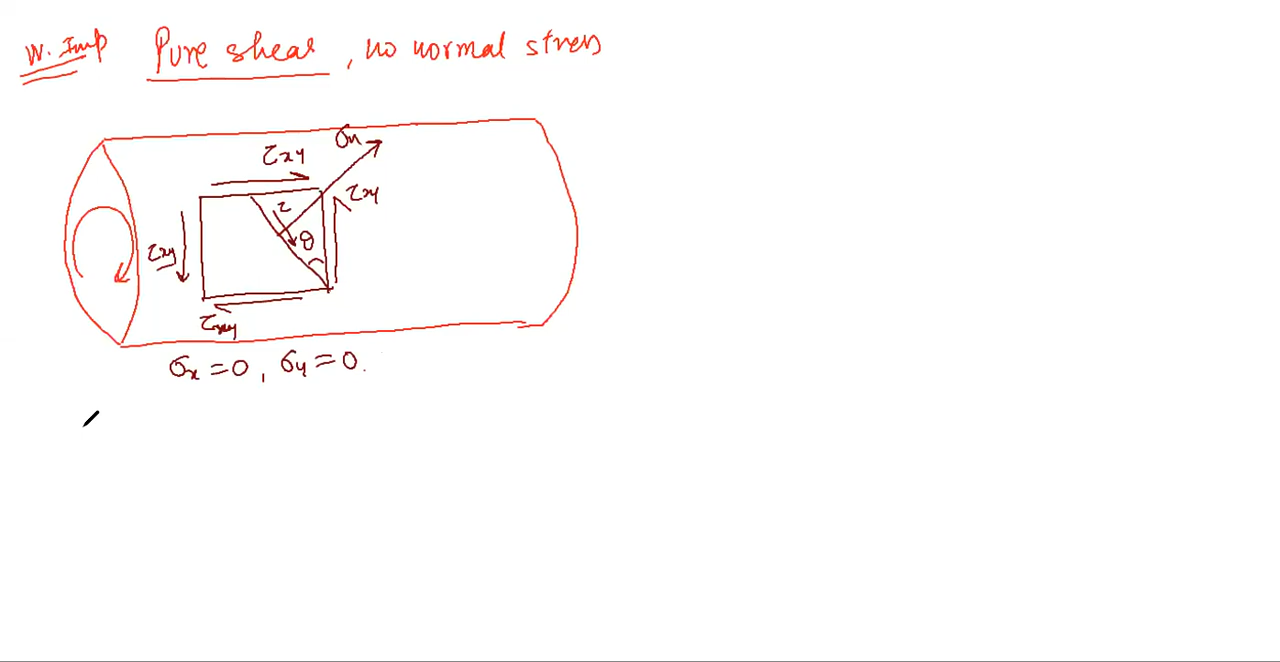 V. Imp Pure shear, no normal stress
σn
τxy
τxy
τ
θ
τxy
τxy
σx = 0, σy = 0.